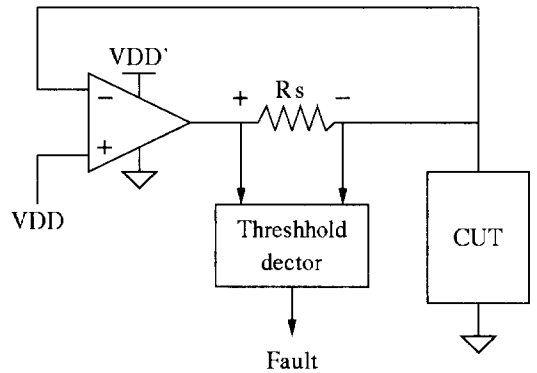 VDD'
+ Rs −
−
+
VDD
Threshhold
dector
CUT
Fault